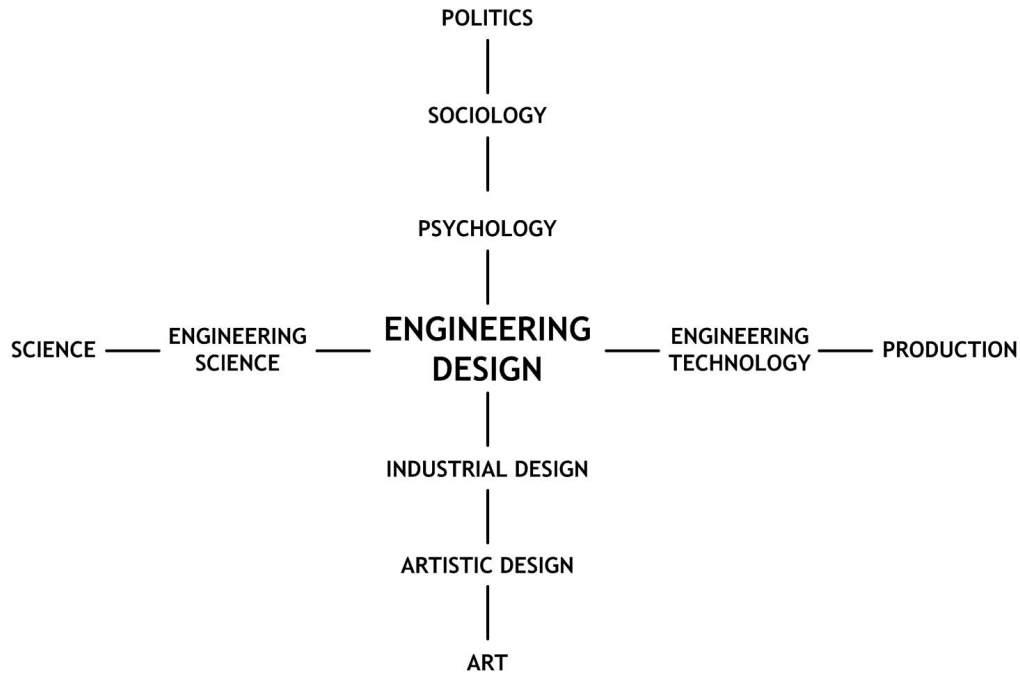 POLITICS
SOCIOLOGY
PSYCHOLOGY
SCIENCE
ENGINEERING
SCIENCE
ENGINEERING
DESIGN
ENGINEERING
TECHNOLOGY
PRODUCTION
INDUSTRIAL DESIGN
ARTISTIC DESIGN
ART